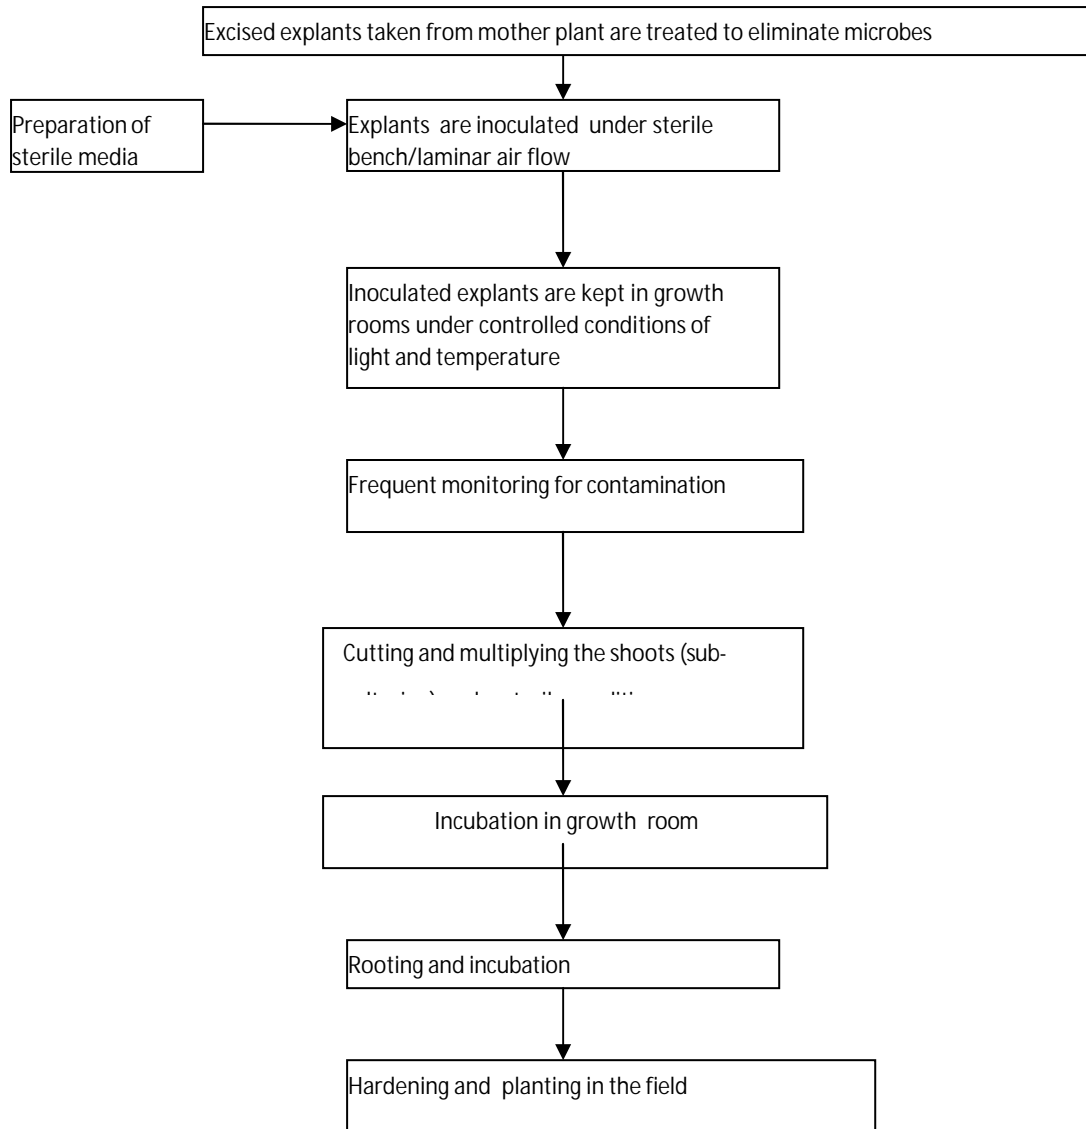 Excised explants taken from mother plant are treated to eliminate microbes
Preparation of
sterile media
Explants are inoculated under sterile
bench/laminar air flow
Inoculated explants are kept in growth
rooms under controlled conditions of
light and temperature
Frequent monitoring for contamination
Cutting and multiplying the shoots (sub-
Incubation in growth room
Rooting and incubation
Hardening and planting in the field